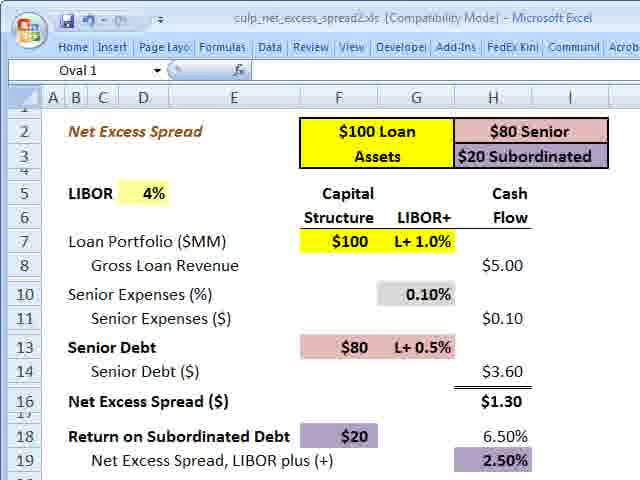 culp_net_excess_spread2.xls [Compatibility Mode] - Microsoft Excel
Home Insert Page Layo: Formulas Data Review View Developer Add-Ins FedEx Kin Communi Acrob
Oval 1 fx
A B C D E F G H I
2 Net Excess Spread $100 Loan $80 Senior
3 Assets $20 Subordinated
4
5 LIBOR 4% Capital Cash
6 Structure LIBOR+ Flow
7 Loan Portfolio ($MM) $100 L+ 1.0%
8 Gross Loan Revenue $5.00
10 Senior Expenses (%) 0.10%
11 Senior Expenses ($) $0.10
13 Senior Debt $80 L+ 0.5%
14 Senior Debt ($) $3.60
16 Net Excess Spread ($) $1.30
17
18 Return on Subordinated Debt $20 6.50%
19 Net Excess Spread, LIBOR plus (+) 2.50%